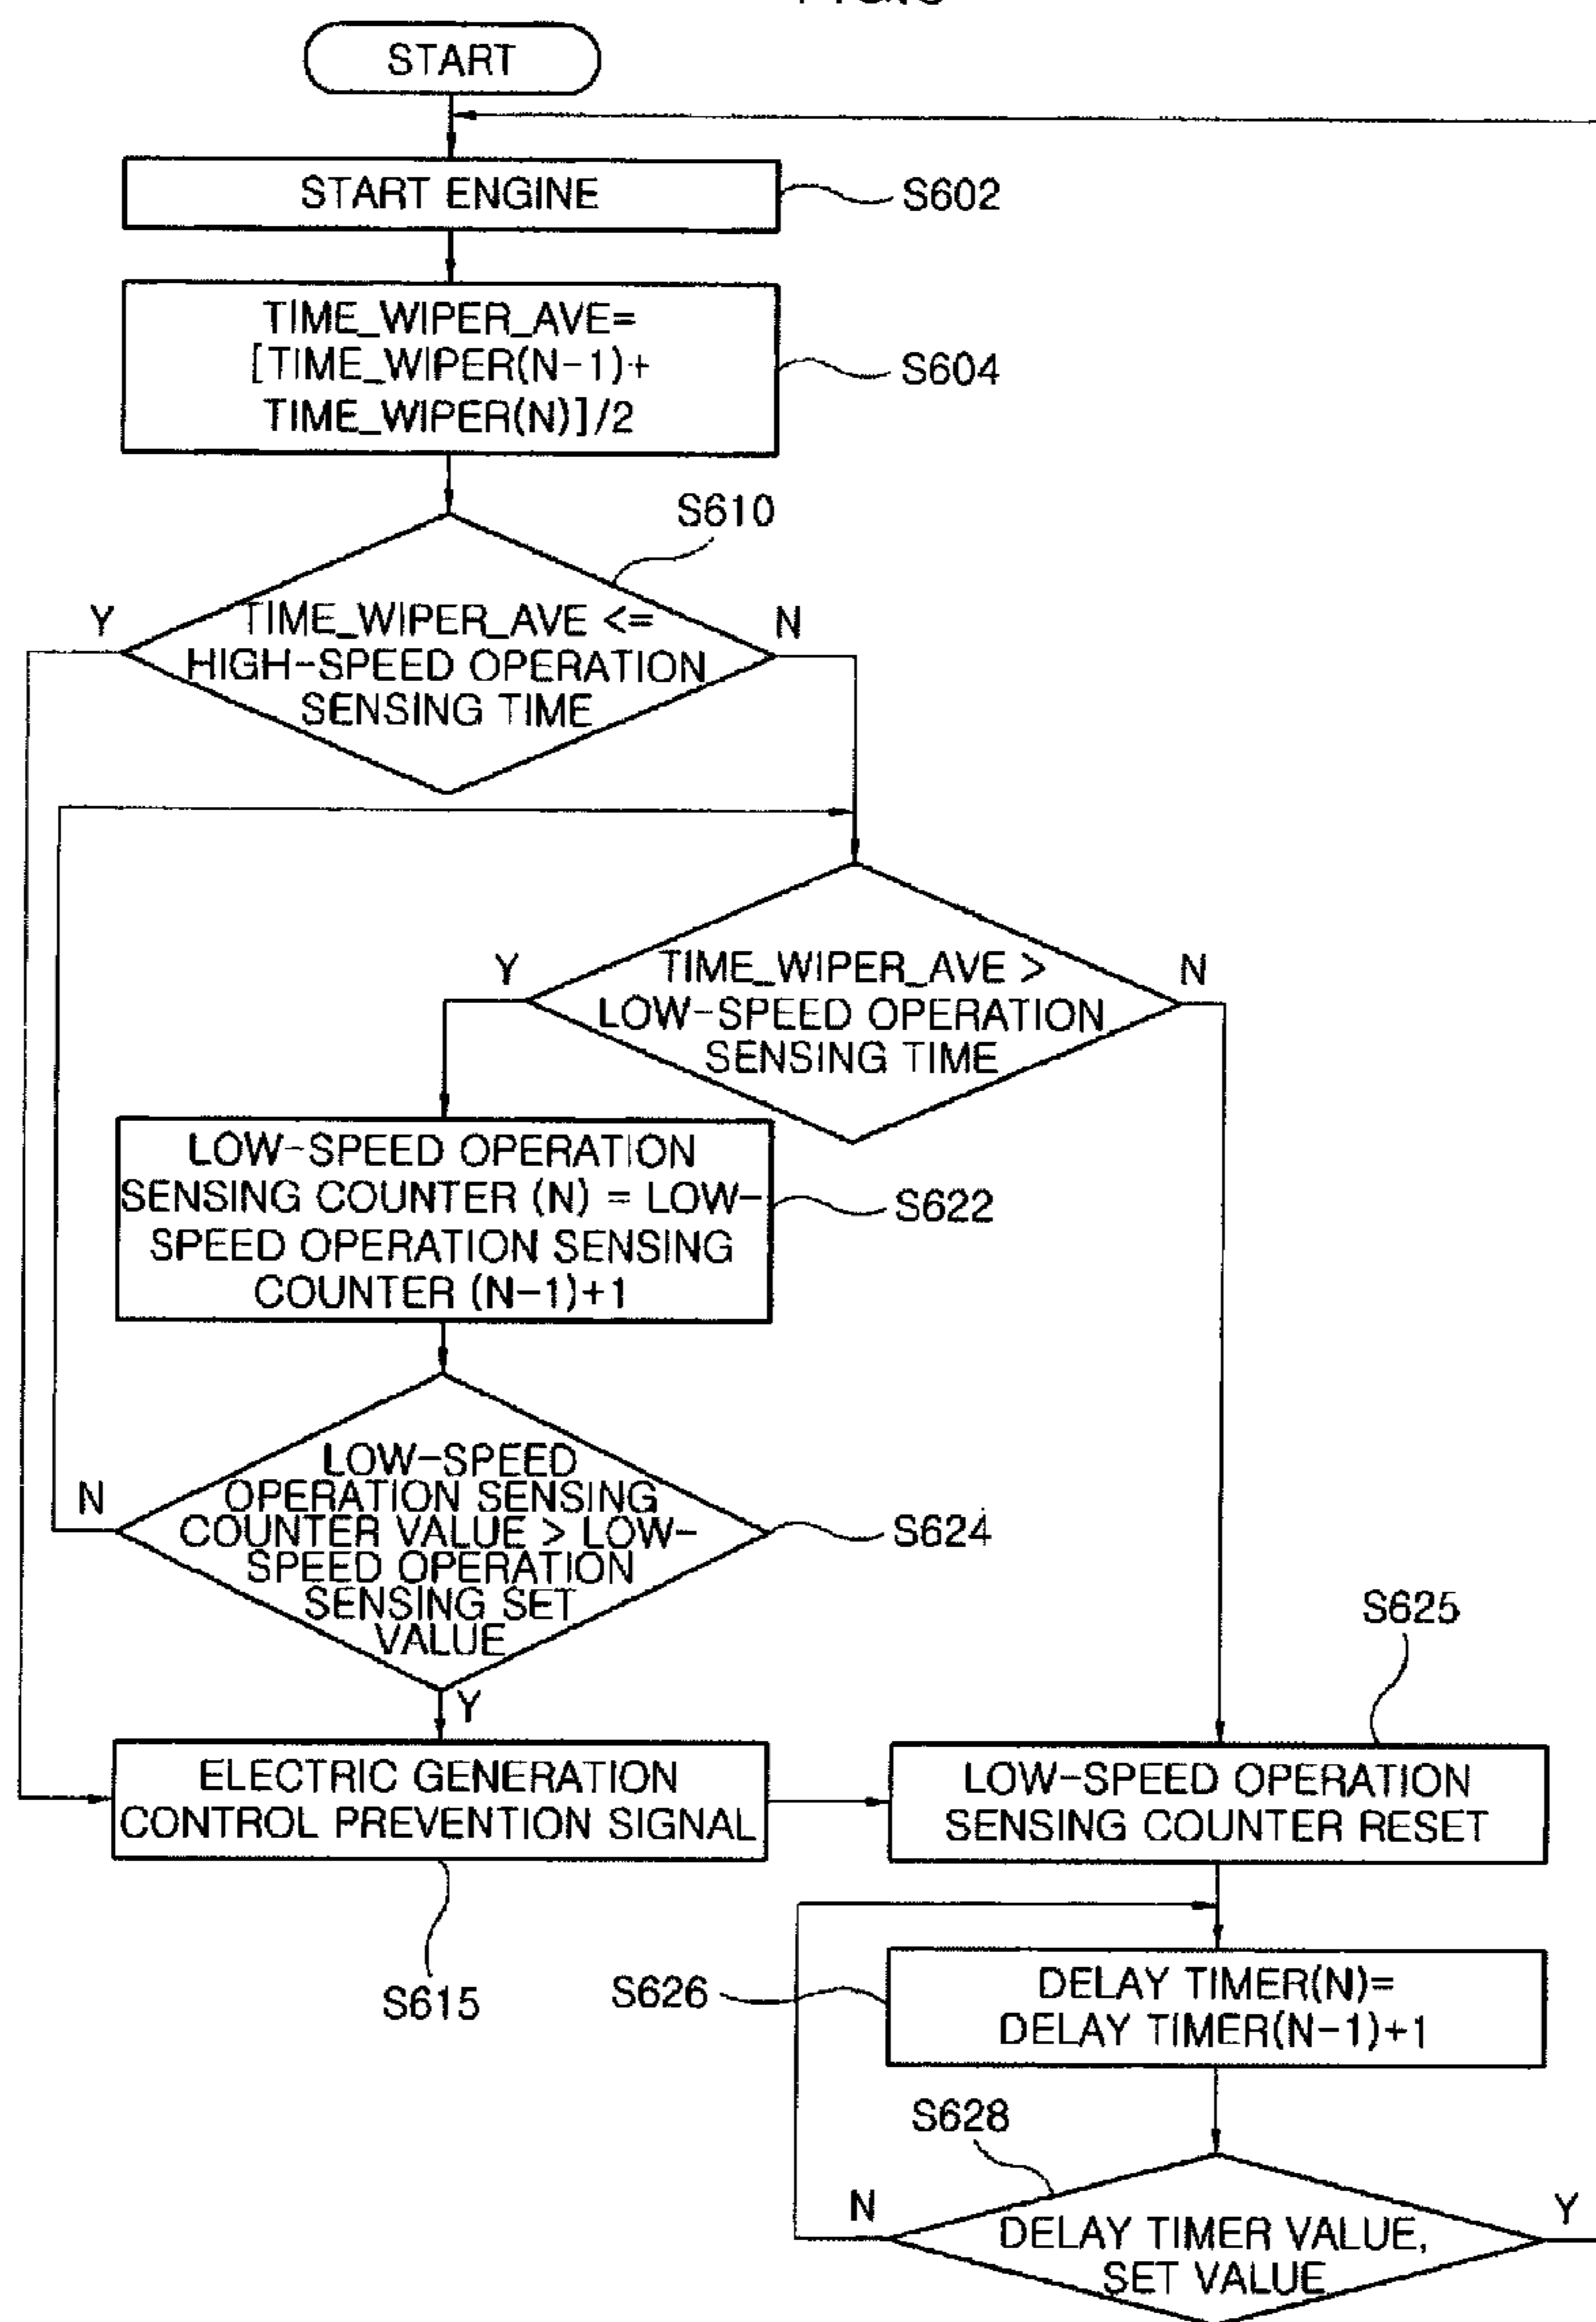 START
START ENGINE
S602
TIME_WIPER_AVE=
[TIME_WIPER(N-1)+
TIME_WIPER(N)]/2
S604
S610
Y
TIME_WIPER_AVE <=
HIGH-SPEED OPERATION
SENSING TIME
N
Y
TIME_WIPER_AVE >
LOW-SPEED OPERATION
SENSING TIME
N
LOW-SPEED OPERATION
SENSING COUNTER (N) = LOW-
SPEED OPERATION SENSING
COUNTER (N-1)+1
S622
N
LOW-SPEED
OPERATION SENSING
COUNTER VALUE > LOW-
SPEED OPERATION
SENSING SET
VALUE
S624
Y
S625
ELECTRIC GENERATION
CONTROL PREVENTION SIGNAL
S615
LOW-SPEED OPERATION
SENSING COUNTER RESET
S626
DELAY TIMER(N)=
DELAY TIMER(N-1)+1
S628
N
DELAY TIMER VALUE,
SET VALUE
Y